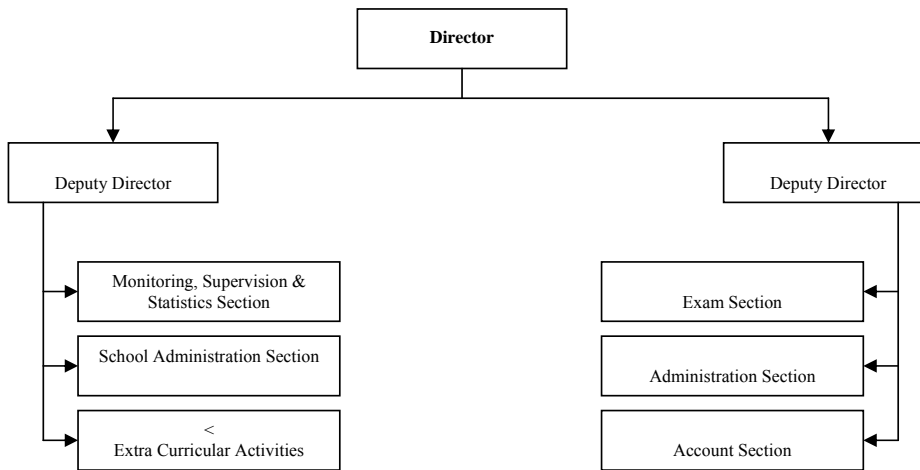 Director
Deputy Director
Deputy Director
Monitoring, Supervision &
Statistics Section
Exam Section
School Administration Section
Administration Section
<
Extra Curricular Activities
Account Section